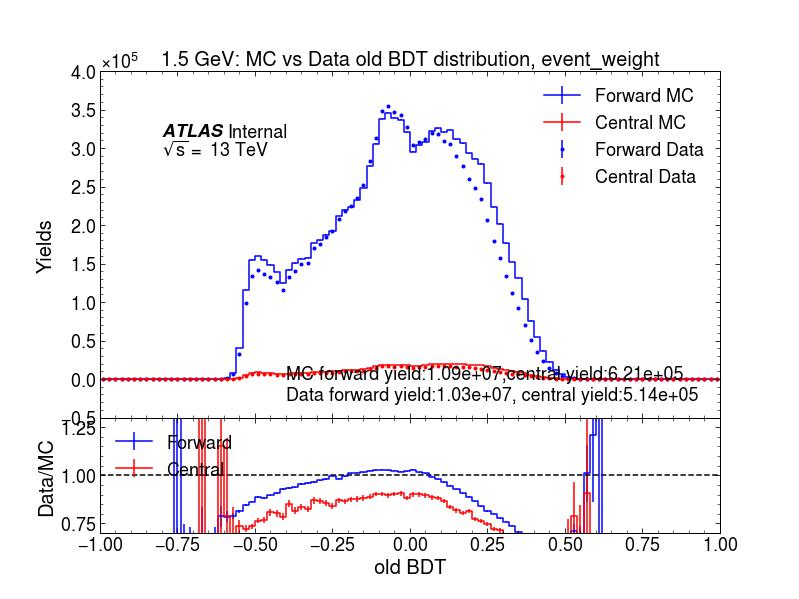 ×10⁵ 1.5 GeV: MC vs Data old BDT distribution, event_weight
4.0
3.5
3.0
2.5
2.0
1.5
1.0
0.5
0.0
0.5
Yields
ATLAS Internal
√s = 13 TeV
Forward MC
Central MC
Forward Data
Central Data
MC forward yield:1.09e+07,central yield:6.21e+05
Data forward yield:1.03e+07, central yield:5.14e+05
1.25
1.00
0.75
Data/MC
Forward
Central
−1.00 −0.75 −0.50 −0.25 0.00 0.25 0.50 0.75 1.00
old BDT